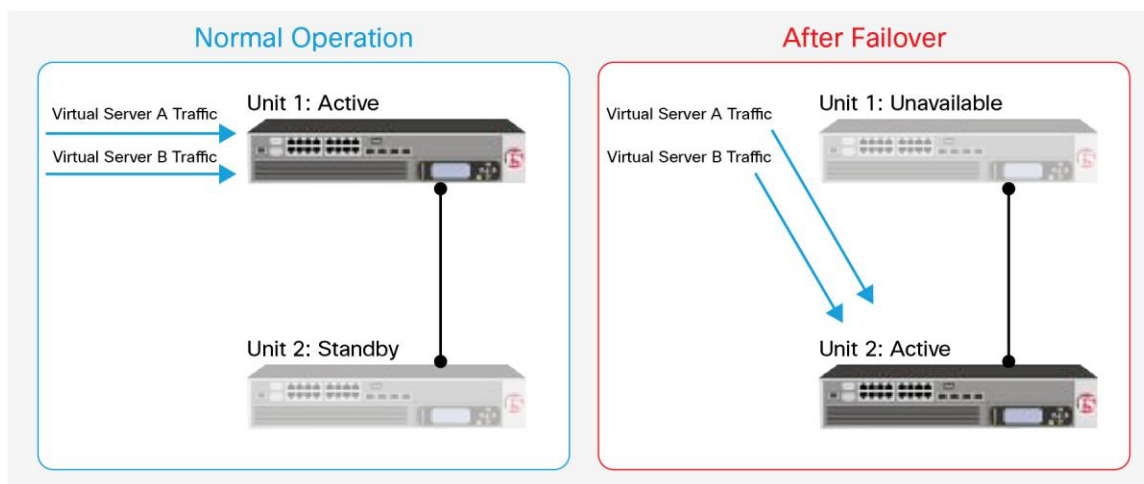 Normal Operation
Virtual Server A Traffic
Virtual Server B Traffic
Unit 1: Active
Unit 2: Standby
After Failover
Virtual Server A Traffic
Virtual Server B Traffic
Unit 1: Unavailable
Unit 2: Active